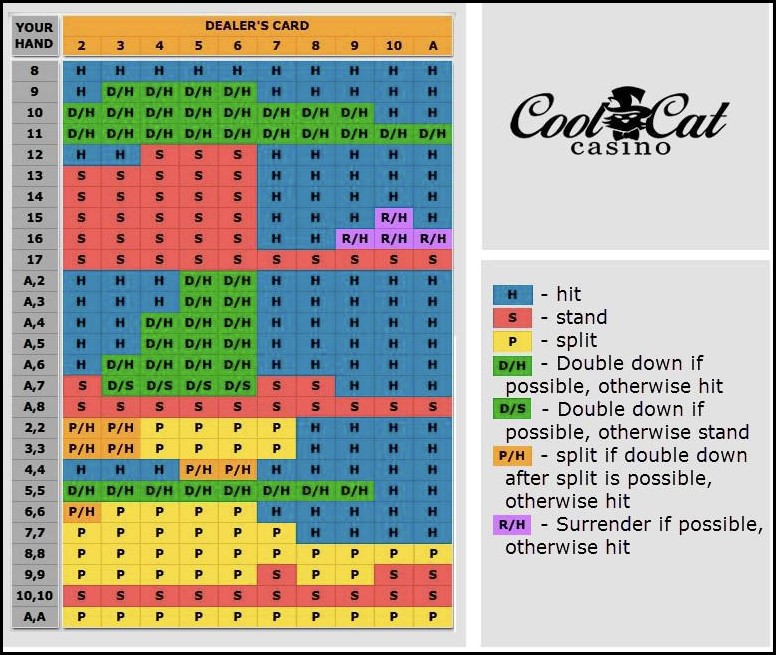 YOUR HAND DEALER'S CARD
2 3 4 5 6 7 8 9 10 A
8 H H H H H H H H H H
9 H D/H D/H D/H D/H H H H H H
10 D/H D/H D/H D/H D/H D/H D/H D/H H H
11 D/H D/H D/H D/H D/H D/H D/H D/H D/H D/H
12 H H S S S H H H H H
13 S S S S S H H H H H
14 S S S S S H H H H H
15 S S S S S H H H R/H H
16 S S S S S H H R/H R/H R/H
17 S S S S S S S S S S
A,2 H H H D/H D/H H H H H H
A,3 H H H D/H D/H H H H H H
A,4 H H D/H D/H D/H H H H H H
A,5 H H D/H D/H D/H H H H H H
A,6 H D/H D/H D/H D/H H H H H H
A,7 S D/S D/S D/S D/S S S H H H
A,8 S S S S S S S S S S
2,2 P/H P/H P P P P H H H H
3,3 P/H P/H P P P P H H H H
4,4 H H H P/H P/H H H H H H
5,5 D/H D/H D/H D/H D/H D/H D/H D/H H H
6,6 P/H P P P P H H H H H
7,7 P P P P P P H H H H
8,8 P P P P P P P P P P
9,9 P P P P P S P P S S
10,10 S S S S S S S S S S
A,A P P P P P P P P P P
Cool Cat
casino
H - hit
S - stand
P - split
D/H - Double down if
possible, otherwise hit
D/S - Double down if
possible, otherwise stand
P/H - split if double down
after split is possible,
otherwise hit
R/H - Surrender if possible,
otherwise hit